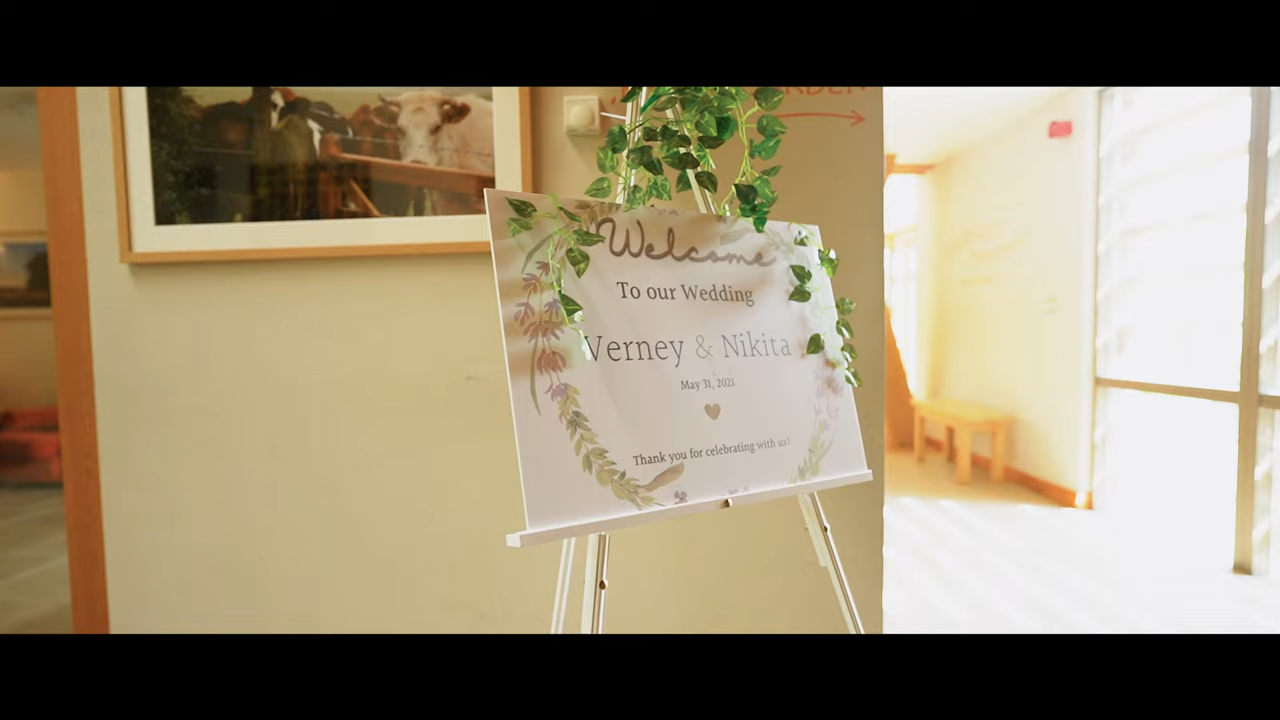 Welcome
To our Wedding
Verney & Nikita
May 31, 2021
Thank you for celebrating with us!